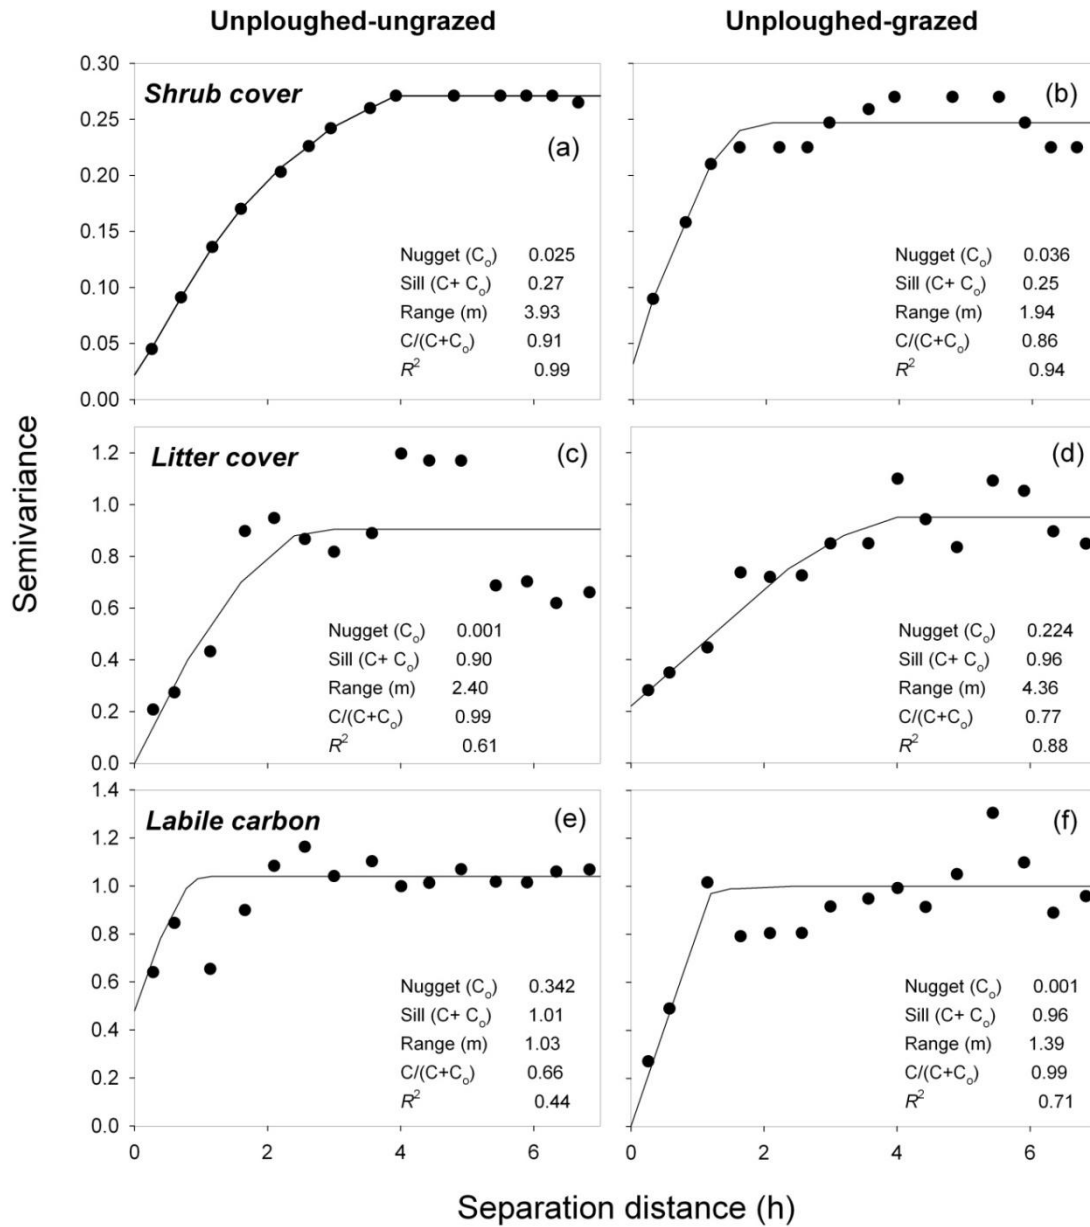 Unploughed-ungrazed
Unploughed-grazed
Semivariance
0.30
0.25
0.20
0.15
0.10
0.05
0.00
Shrub cover
(a)
Nugget (Cₒ) 0.025
Sill (C+ Cₒ) 0.27
Range (m) 3.93
C/(C+Cₒ) 0.91
R² 0.99
(b)
Nugget (Cₒ) 0.036
Sill (C+ Cₒ) 0.25
Range (m) 1.94
C/(C+Cₒ) 0.86
R² 0.94
1.2
1.0
0.8
0.6
0.4
0.2
0.0
Litter cover
(c)
Nugget (Cₒ) 0.001
Sill (C+ Cₒ) 0.90
Range (m) 2.40
C/(C+Cₒ) 0.99
R² 0.61
(d)
Nugget (Cₒ) 0.224
Sill (C+ Cₒ) 0.96
Range (m) 4.36
C/(C+Cₒ) 0.77
R² 0.88
1.4
1.2
1.0
0.8
0.6
0.4
0.2
0.0
Labile carbon
(e)
Nugget (Cₒ) 0.342
Sill (C+ Cₒ) 1.01
Range (m) 1.03
C/(C+Cₒ) 0.66
R² 0.44
(f)
Nugget (Cₒ) 0.001
Sill (C+ Cₒ) 0.96
Range (m) 1.39
C/(C+Cₒ) 0.99
R² 0.71
0 2 4 6
0 2 4 6
Separation distance (h)